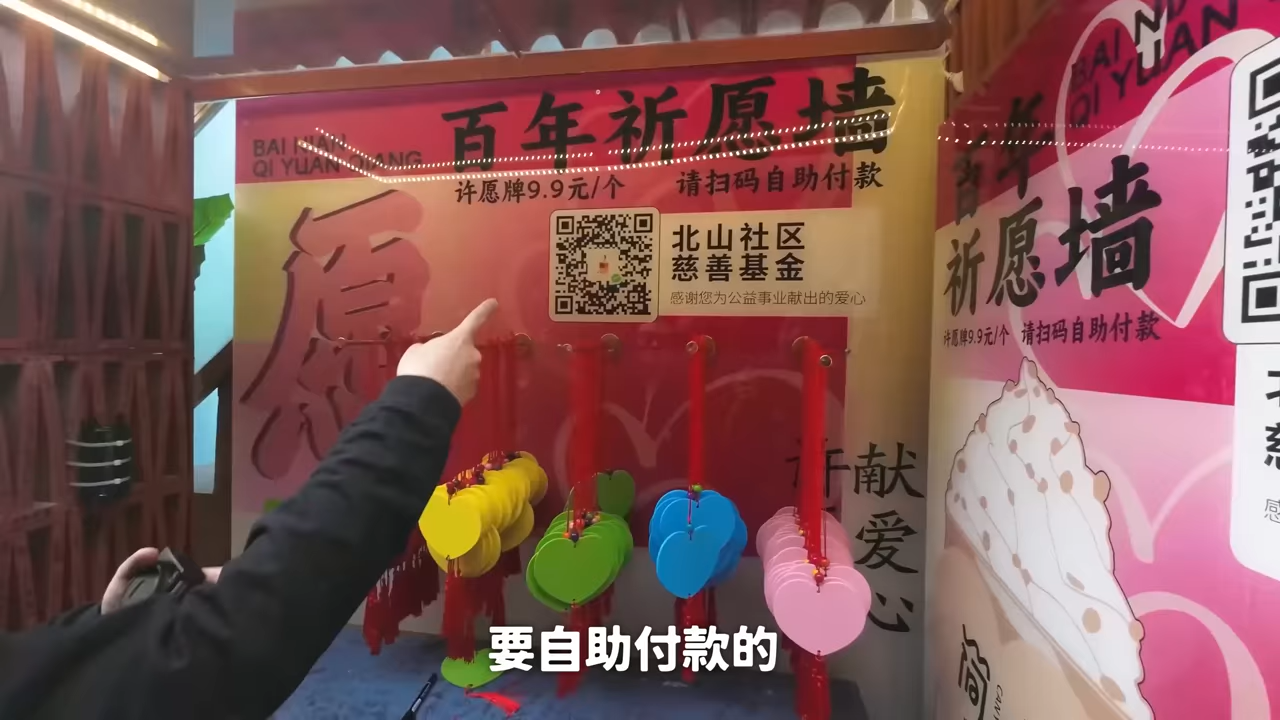 BAI NIAN
QI YUAN QIANG
百年祈愿墙
许愿牌9.9元/个 请扫码自助付款
北山社区
慈善基金
感谢您为公益事业献出的爱心
愿
许
献爱心
BAI NIAN
QI YUAN
百年
祈愿墙
许愿牌9.9元/个 请扫码自助付款
慈
感
简
要自助付款的